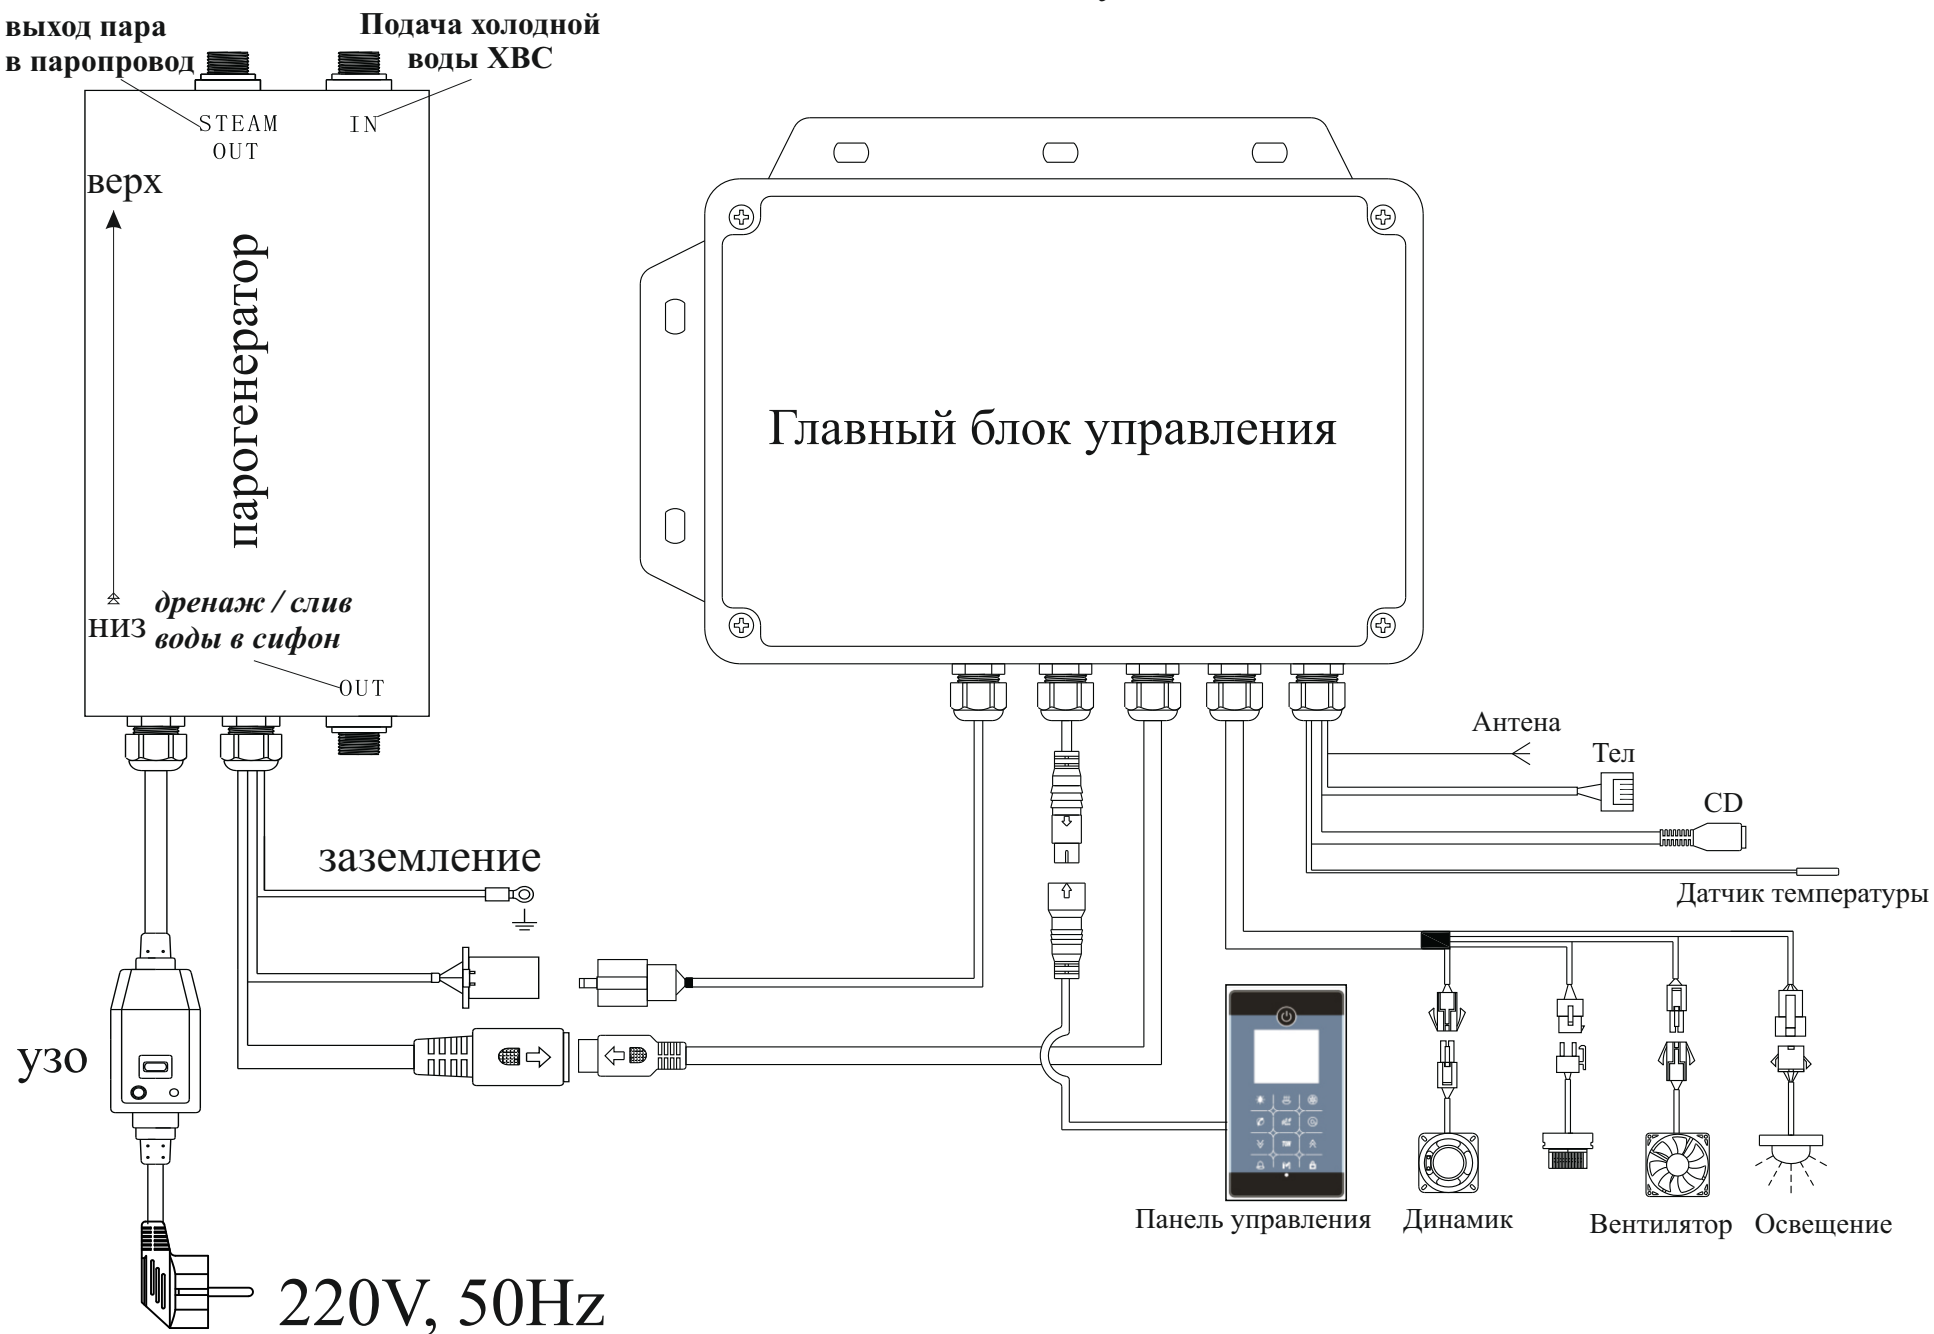 выход пара
в паропровод
Подача холодной
воды ХВС
STEAM
OUT
IN
верх
парогенератор
низ
дренаж / слив
воды в сифон
OUT
Главный блок управления
заземление
узо
220V, 50Hz
Антена
Тел
CD
Датчик температуры
Панель управления
Динамик
Вентилятор
Освещение